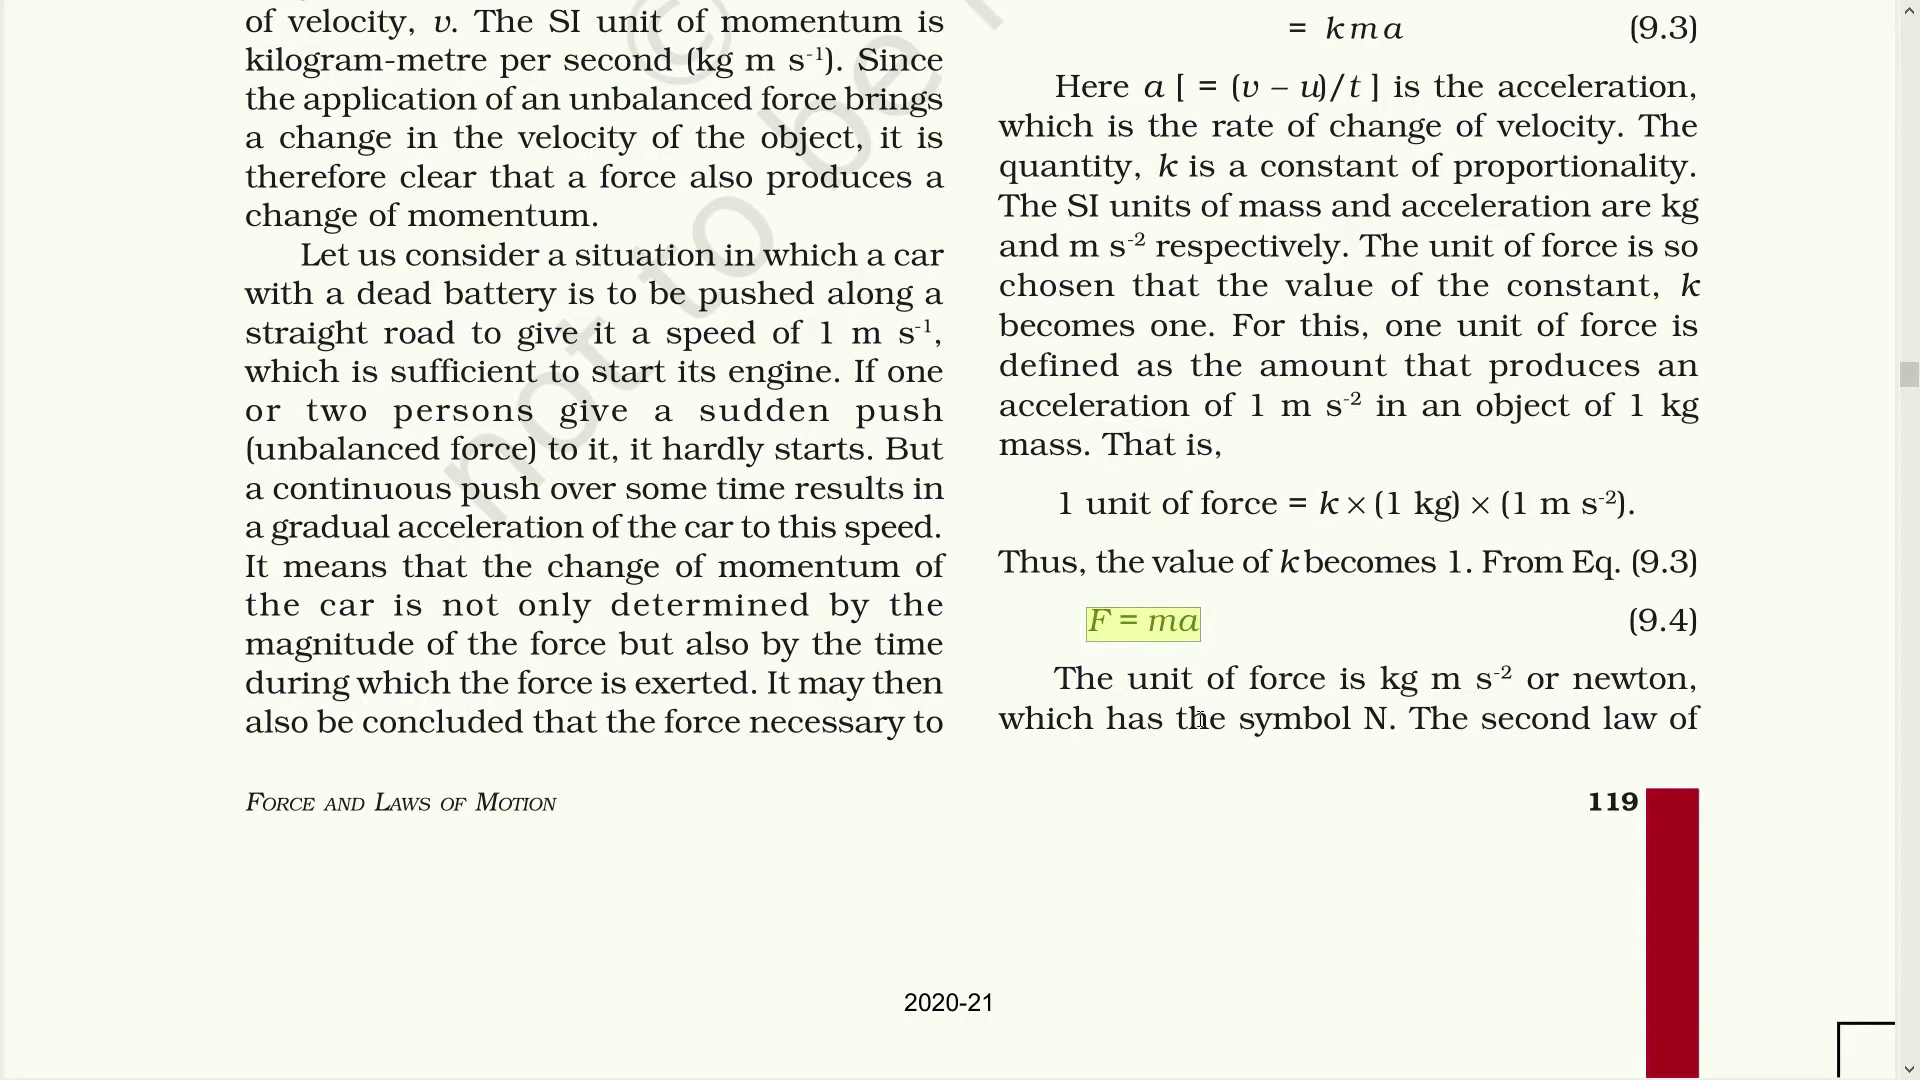 of velocity, v. The SI unit of momentum is
kilogram-metre per second (kg m s-1). Since
the application of an unbalanced force brings
a change in the velocity of the object, it is
therefore clear that a force also produces a
change of momentum.
Let us consider a situation in which a car
with a dead battery is to be pushed along a
straight road to give it a speed of 1 m s-1,
which is sufficient to start its engine. If one
or two persons give a sudden push
(unbalanced force) to it, it hardly starts. But
a continuous push over some time results in
a gradual acceleration of the car to this speed.
It means that the change of momentum of
the car is not only determined by the
magnitude of the force but also by the time
during which the force is exerted. It may then
also be concluded that the force necessary to
= k m a (9.3)
Here a [ = (v – u)/t ] is the acceleration,
which is the rate of change of velocity. The
quantity, k is a constant of proportionality.
The SI units of mass and acceleration are kg
and m s-2 respectively. The unit of force is so
chosen that the value of the constant, k
becomes one. For this, one unit of force is
defined as the amount that produces an
acceleration of 1 m s-2 in an object of 1 kg
mass. That is,
1 unit of force = k × (1 kg) × (1 m s-2).
Thus, the value of k becomes 1. From Eq. (9.3)
F = ma (9.4)
The unit of force is kg m s-2 or newton,
which has the symbol N. The second law of
FORCE AND LAWS OF MOTION
119
2020-21
©
not to be